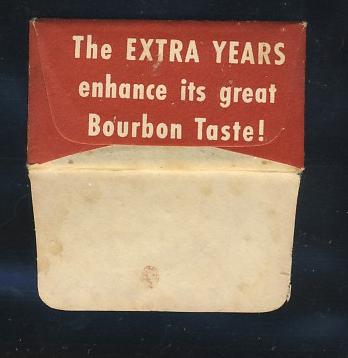 The EXTRA YEARS
enhance its great
Bourbon Taste!